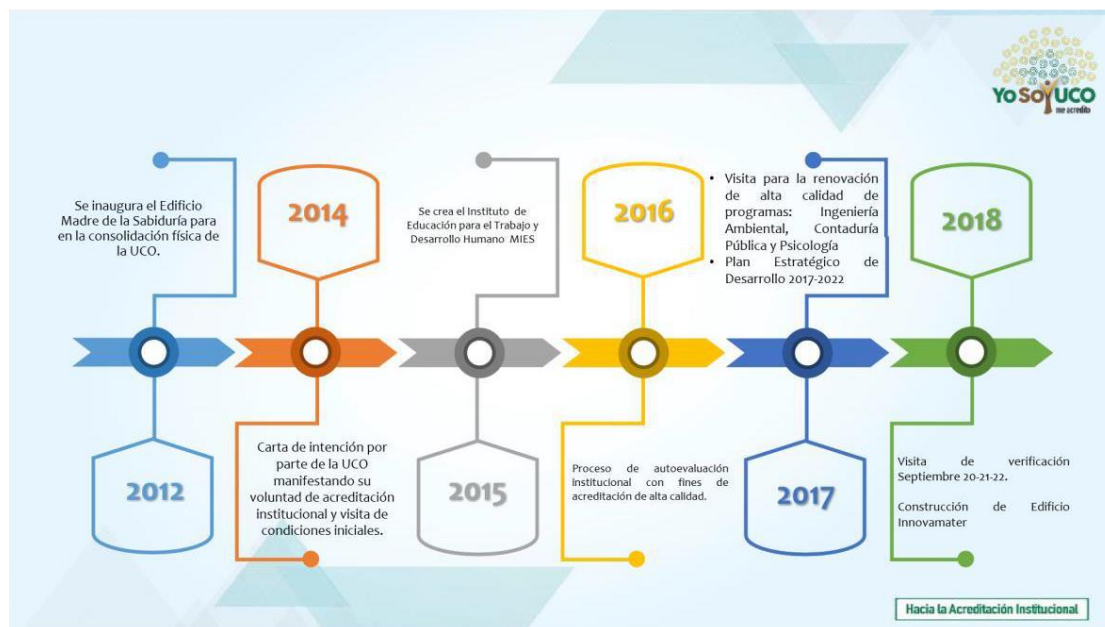 YoSoyUCO
me acredito
Se inaugura el Edificio
Madre de la Sabiduría para
en la consolidación física de
la UCO.
2014
Se crea el Instituto de
Educación para el Trabajo y
Desarrollo Humano MIES
2016
• Visita para la renovación
de alta calidad de
programas: Ingeniería
Ambiental, Contaduría
Pública y Psicología
• Plan Estratégico de
Desarrollo 2017-2022
2018
2012
Carta de intención por
parte de la UCO
manifestando su
voluntad de acreditación
institucional y visita de
condiciones iniciales.
2015
Proceso de autoevaluación
institucional con fines de
acreditación de alta calidad.
2017
Visita de verificación
Septiembre 20-21-22.
Construcción de Edificio
Innovamater
Hacia la Acreditación Institucional